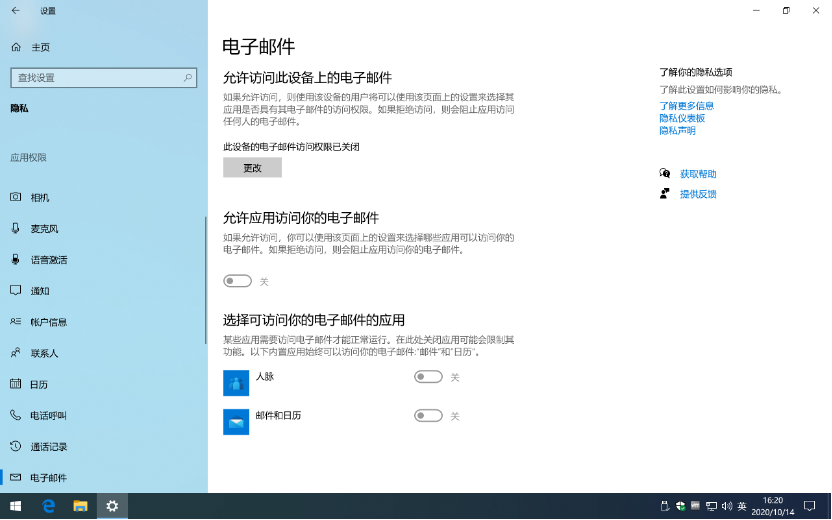 设置
主页
查找设置
隐私
应用权限
相机
麦克风
语音激活
通知
帐户信息
联系人
日历
电话呼叫
通话记录
电子邮件
电子邮件
允许访问此设备上的电子邮件
如果允许访问，则使用该设备的用户将可以使用该页面上的设置来选择其
应用是否具有其电子邮件的访问权限。如果拒绝访问，则会阻止应用访问
任何人的电子邮件。
此设备的电子邮件访问权限已关闭
更改
允许应用访问你的电子邮件
如果允许访问，你可以使用该页面上的设置来选择哪些应用可以访问你的
电子邮件。如果拒绝访问，则会阻止应用访问你的电子邮件。
关
选择可访问你的电子邮件的应用
某些应用需要访问电子邮件才能正常运行。在此处关闭应用可能会限制其
功能。以下内置应用始终可以访问你的电子邮件:"邮件"和"日历"。
人脉 关
邮件和日历 关
了解你的隐私选项
了解此设置如何影响你的隐私。
了解更多信息
隐私仪表板
隐私声明
获取帮助
提供反馈
英
16:20
2020/10/14